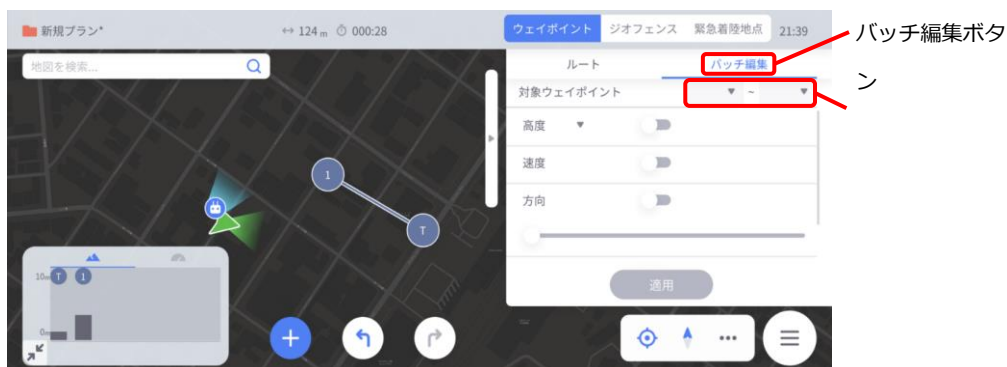 新規プラン*
↔ 124 m 000:28
ウェイポイント ジオフェンス 緊急着陸地点 21:39
地図を検索...
ルート バッチ編集
対象ウェイポイント ▼ ~ ▼
高度 ▼
速度
方向
適用
1
T
10m T 1
0m
バッチ編集ボタ
ン